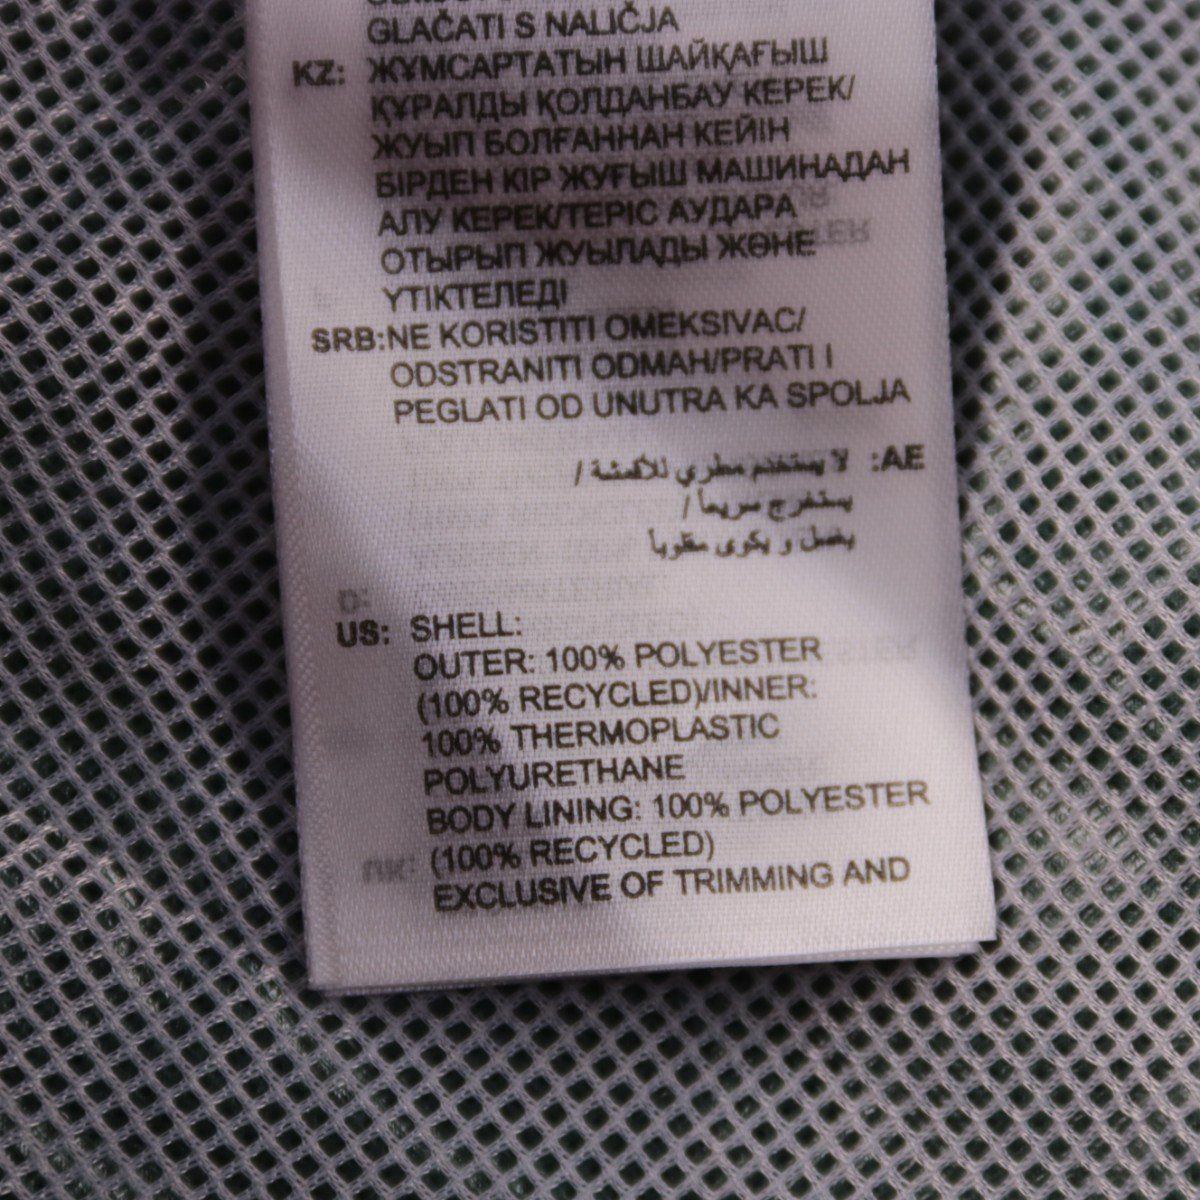 GLAČATI S NALIČJA
KZ: ЖҰМСАРТАТЫН ШАЙҚАҒЫШ
ҚҰРАЛДЫ ҚОЛДАНБАУ КЕРЕК/
ЖУЫП БОЛҒАННАН КЕЙІН
БІРДЕН КІР ЖУҒЫШ МАШИНАДАН
АЛУ КЕРЕК/ТЕРІС АУДАРА
ОТЫРЫП ЖУЫЛАДЫ ЖӘНЕ
ҮТІКТЕЛЕДІ
SRB: NE KORISTITI OMEKSIVAC/
ODSTRANITI ODMAH/PRATI I
PEGLATI OD UNUTRA KA SPOLJA
AE: لا يستخدم مطري للأقمشة /
يستخرج سريعاً /
يغسل و يكوى مقلوباً
US: SHELL:
OUTER: 100% POLYESTER
(100% RECYCLED)/INNER:
100% THERMOPLASTIC
POLYURETHANE
BODY LINING: 100% POLYESTER
(100% RECYCLED)
EXCLUSIVE OF TRIMMING AND